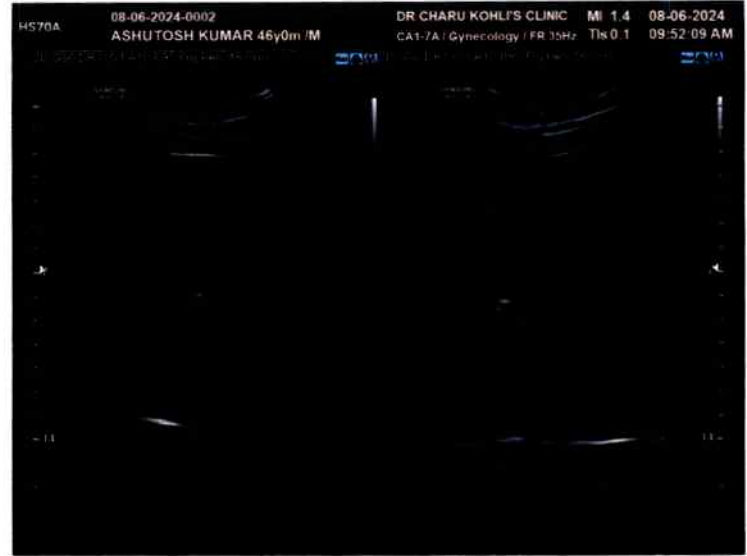 HS70A
08-06-2024-0002
ASHUTOSH KUMAR 46y0m /M
DR CHARU KOHLI'S CLINIC
CA1-7A / Gynecology / FR 35Hz
MI 1.4
TIs 0.1
08-06-2024
09:52:09 AM